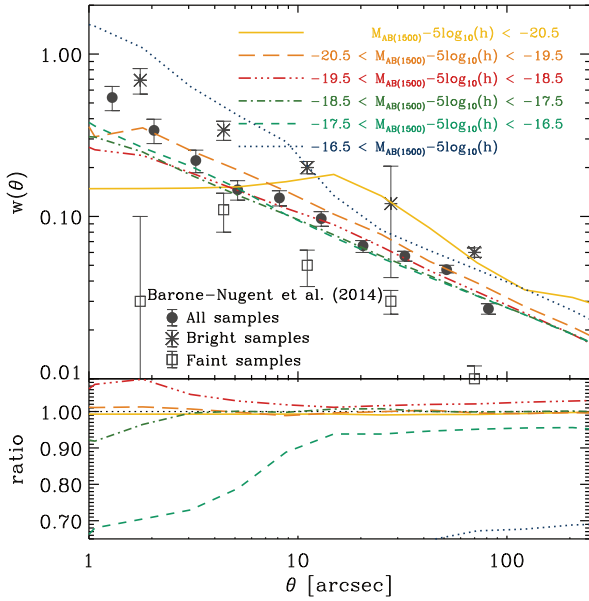 1.00
0.10
0.01
w(θ)
M_AB(1500)−5log₁₀(h) < −20.5
−20.5 < M_AB(1500)−5log₁₀(h) < −19.5
−19.5 < M_AB(1500)−5log₁₀(h) < −18.5
−18.5 < M_AB(1500)−5log₁₀(h) < −17.5
−17.5 < M_AB(1500)−5log₁₀(h) < −16.5
−16.5 < M_AB(1500)−5log₁₀(h)
Barone−Nugent et al. (2014)
All samples
Bright samples
Faint samples
1.00
0.90
0.80
0.70
ratio
1
10
100
θ [arcsec]